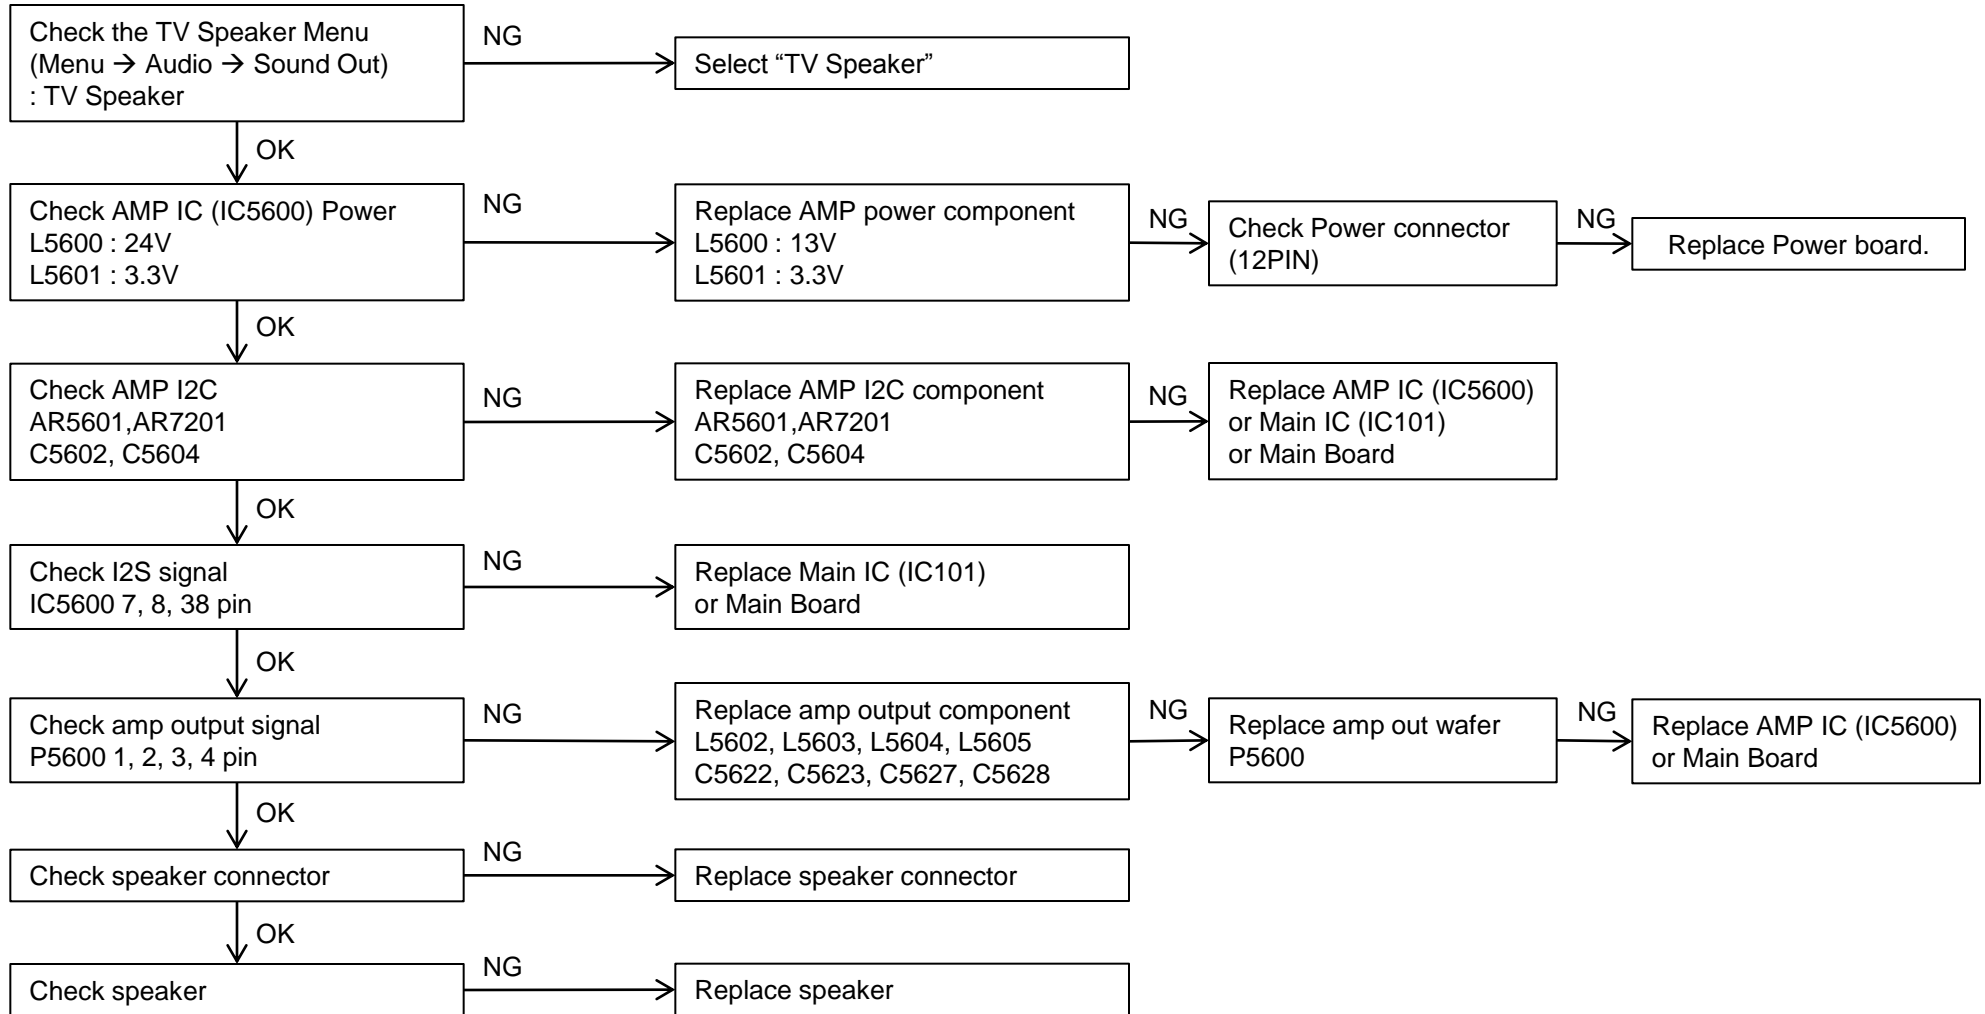 Check the TV Speaker Menu
(Menu → Audio → Sound Out)
: TV Speaker
NG
Select “TV Speaker”
OK
Check AMP IC (IC5600) Power
L5600 : 24V
L5601 : 3.3V
NG
Replace AMP power component
L5600 : 13V
L5601 : 3.3V
NG
Check Power connector
(12PIN)
NG
Replace Power board.
OK
Check AMP I2C
AR5601,AR7201
C5602, C5604
NG
Replace AMP I2C component
AR5601,AR7201
C5602, C5604
NG
Replace AMP IC (IC5600)
or Main IC (IC101)
or Main Board
OK
Check I2S signal
IC5600 7, 8, 38 pin
NG
Replace Main IC (IC101)
or Main Board
OK
Check amp output signal
P5600 1, 2, 3, 4 pin
NG
Replace amp output component
L5602, L5603, L5604, L5605
C5622, C5623, C5627, C5628
NG
Replace amp out wafer
P5600
NG
Replace AMP IC (IC5600)
or Main Board
OK
Check speaker connector
NG
Replace speaker connector
OK
Check speaker
NG
Replace speaker